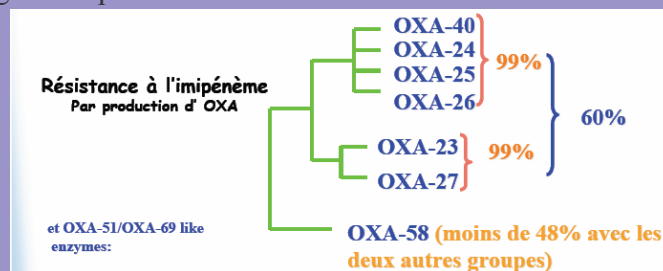 OXA-40
OXA-24
OXA-25
OXA-26
99%
Résistance à l'imipénème
Par production d' OXA
60%
OXA-23
OXA-27
99%
et OXA-51/OXA-69 like
enzymes:
OXA-58 (moins de 48% avec les
deux autres groupes)